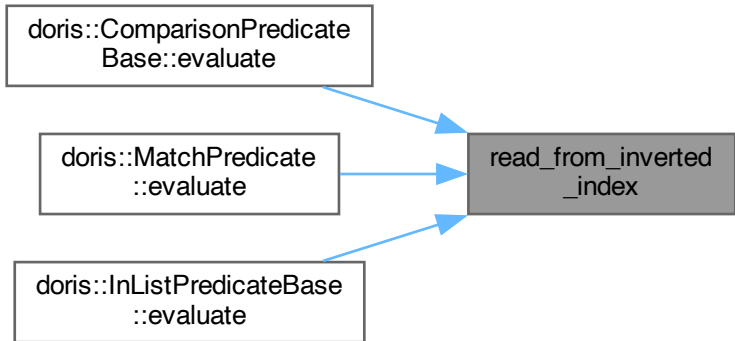 doris::ComparisonPredicate
Base::evaluate
doris::MatchPredicate
::evaluate
read_from_inverted
_index
doris::InListPredicateBase
::evaluate